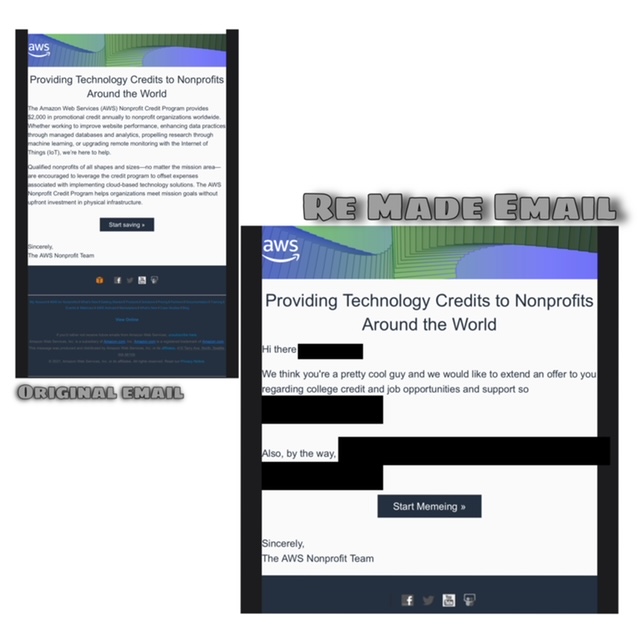 aws
Providing Technology Credits to Nonprofits
Around the World
The Amazon Web Services (AWS) Nonprofit Credit Program provides
$2,000 in promotional credit annually to nonprofit organizations worldwide.
Whether working to improve website performance, enhancing data practices
through managed databases and analytics, propelling research through
machine learning, or upgrading remote monitoring with the Internet of
Things (IoT), we're here to help.
Qualified nonprofits of all shapes and sizes—no matter the mission area—
are encouraged to leverage the credit program to offset expenses
associated with implementing cloud-based technology solutions. The AWS
Nonprofit Credit Program helps organizations meet mission goals without
upfront investment in physical infrastructure.
Start saving »
Sincerely,
The AWS Nonprofit Team
Original email
Re Made Email
aws
Providing Technology Credits to Nonprofits
Around the World
Hi there
We think you're a pretty cool guy and we would like to extend an offer to you
regarding college credit and job opportunities and support so
Also, by the way,
Start Memeing »
Sincerely,
The AWS Nonprofit Team